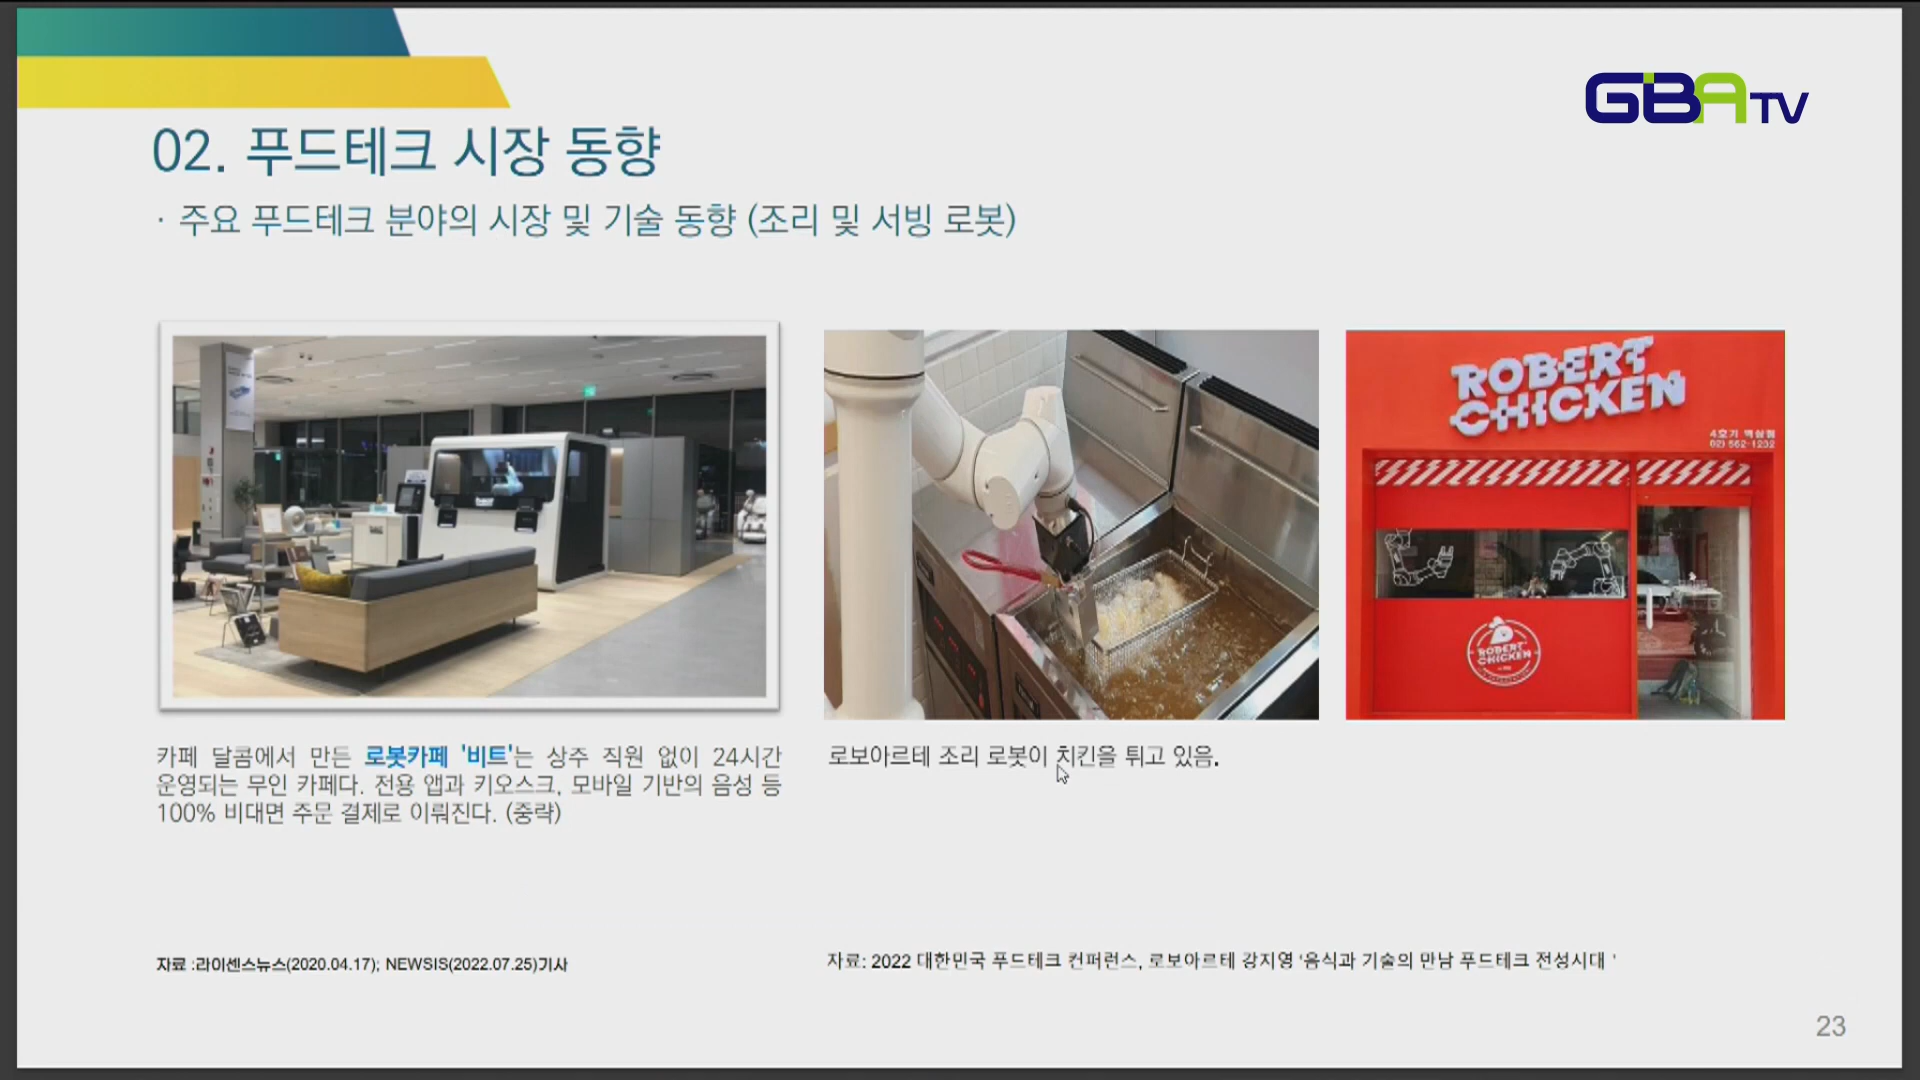 GBA TV
02. 푸드테크 시장 동향
· 주요 푸드테크 분야의 시장 및 기술 동향 (조리 및 서빙 로봇)
ROBERT
CHICKEN
4호기 역삼점
02) 562-1232
ROBERT
CHICKEN
카페 달콤에서 만든 로봇카페 '비트'는 상주 직원 없이 24시간
운영되는 무인 카페다. 전용 앱과 키오스크, 모바일 기반의 음성 등
100% 비대면 주문 결제로 이뤄진다. (중략)
로보아르테 조리 로봇이 치킨을 튀고 있음.
자료 :라이센스뉴스(2020.04.17); NEWSIS(2022.07.25)기사
자료: 2022 대한민국 푸드테크 컨퍼런스, 로보아르테 강지영 ‘음식과 기술의 만남 푸드테크 전성시대 ’
23